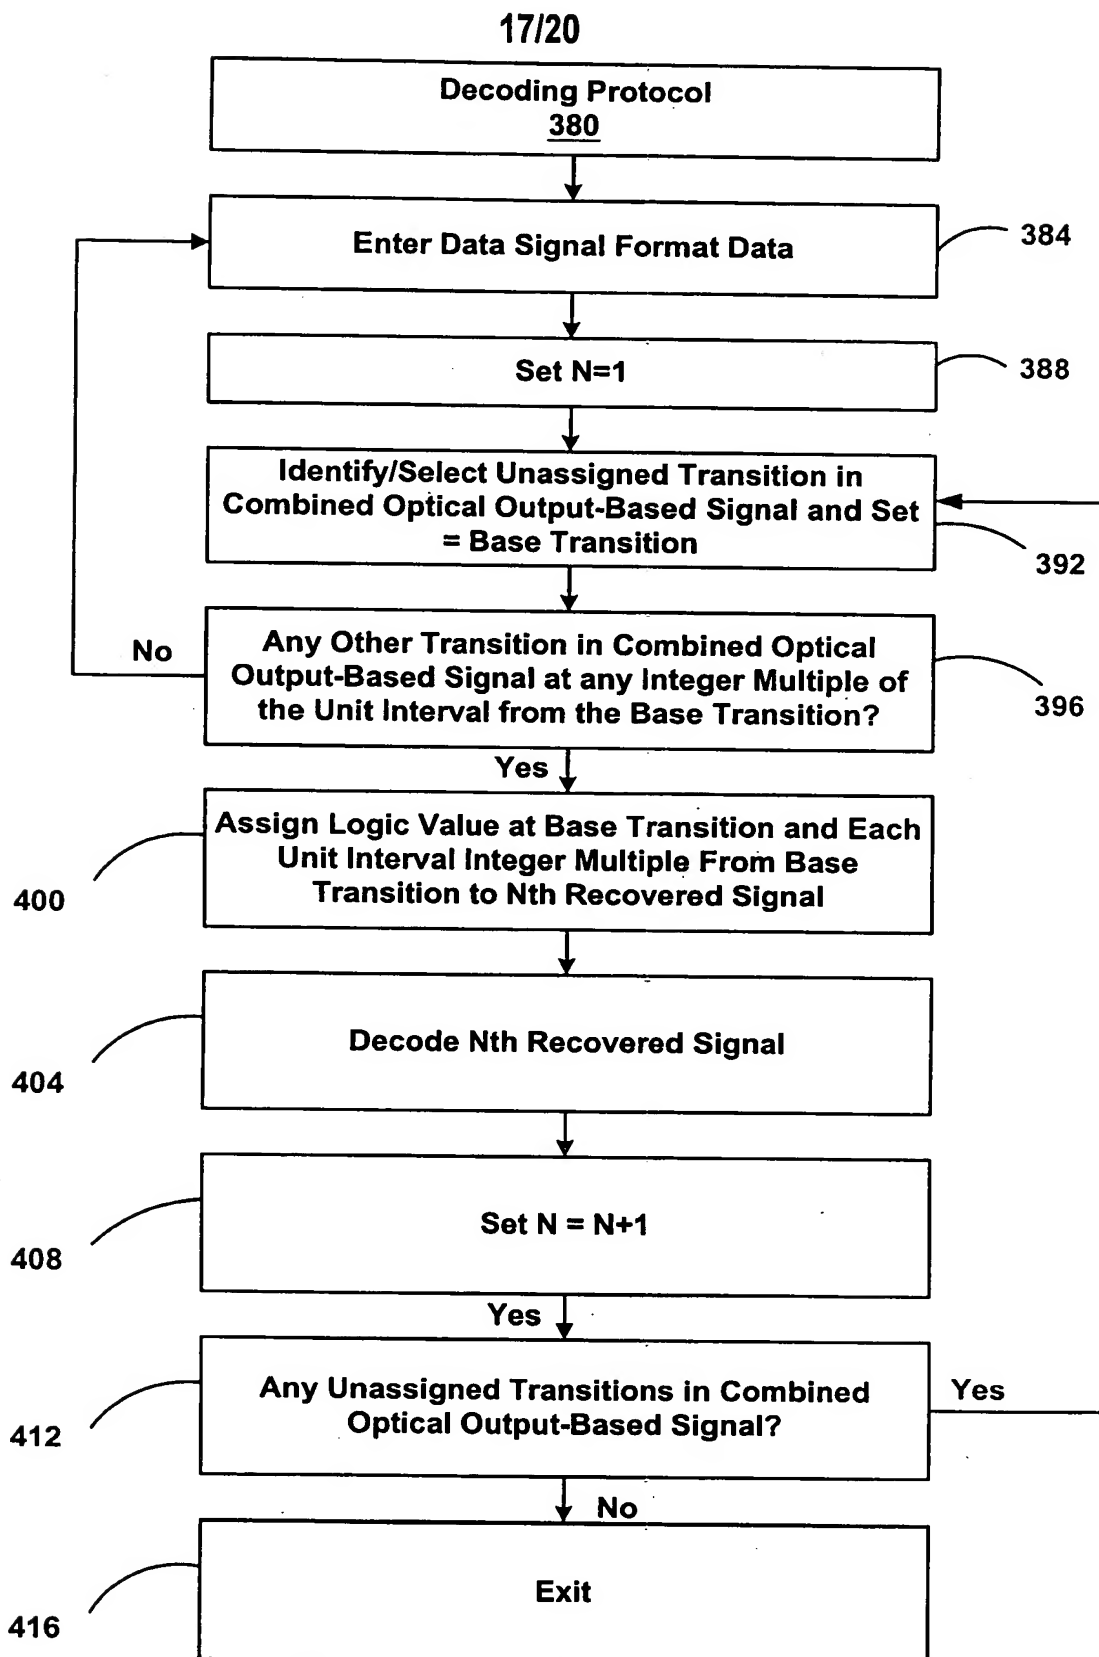 17/20
Decoding Protocol
380
Enter Data Signal Format Data
384
Set N=1
388
Identify/Select Unassigned Transition in
Combined Optical Output-Based Signal and Set
= Base Transition
392
No
Any Other Transition in Combined Optical
Output-Based Signal at any Integer Multiple of
the Unit Interval from the Base Transition?
396
Yes
Assign Logic Value at Base Transition and Each
Unit Interval Integer Multiple From Base
Transition to Nth Recovered Signal
400
Decode Nth Recovered Signal
404
Set N = N+1
408
Yes
Any Unassigned Transitions in Combined
Optical Output-Based Signal?
Yes
412
No
Exit
416